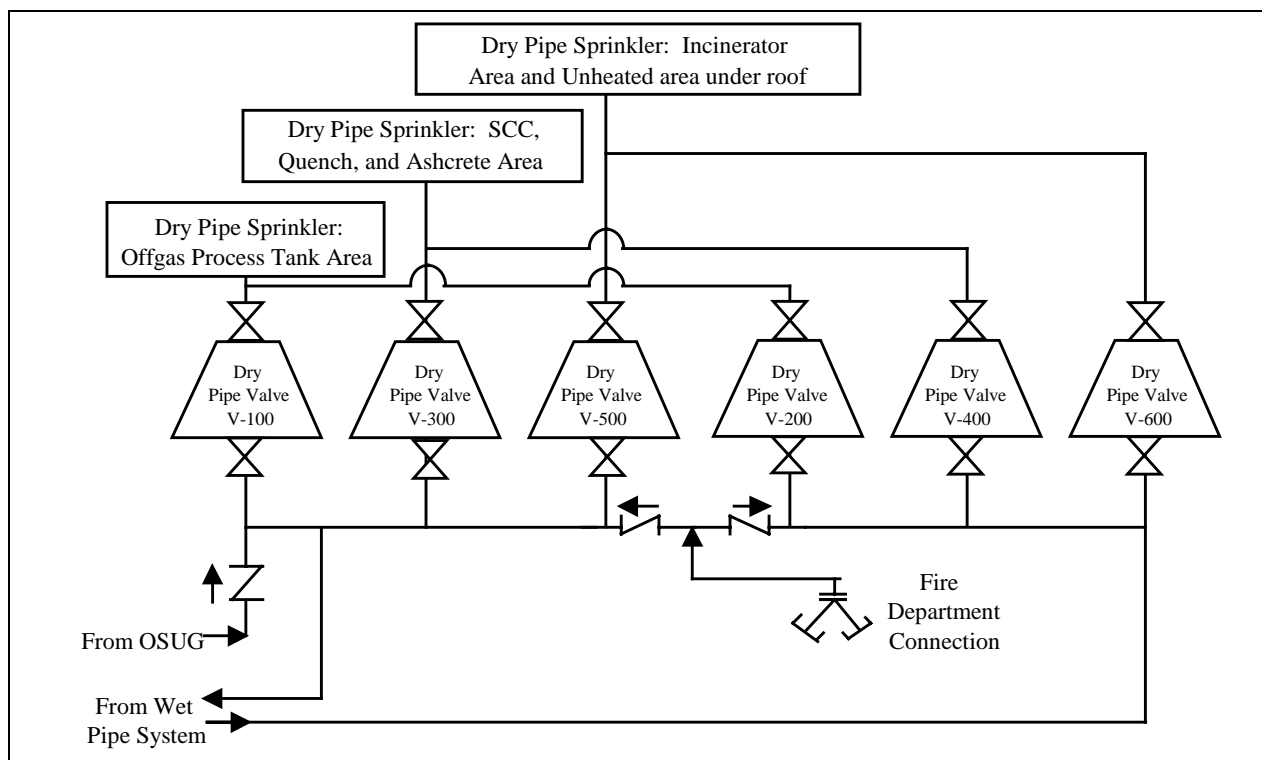 Dry Pipe Sprinkler:  Incinerator
Area and Unheated area under roof
Dry Pipe Sprinkler:  SCC,
Quench, and Ashcrete Area
Dry Pipe Sprinkler:
Offgas Process Tank Area
Dry
Pipe Valve
V-100
Dry
Pipe Valve
V-300
Dry
Pipe Valve
V-500
Dry
Pipe Valve
V-200
Dry
Pipe Valve
V-400
Dry
Pipe Valve
V-600
From OSUG
Fire
Department
Connection
From Wet
Pipe System